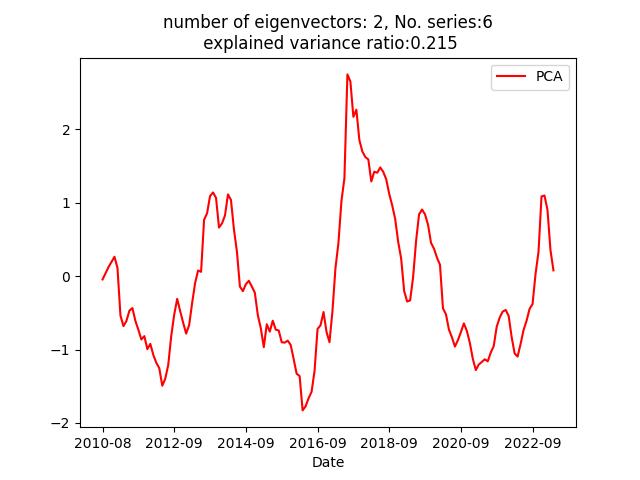 number of eigenvectors: 2, No. series:6
explained variance ratio:0.215
PCA
2
1
0
−1
−2
2010-08 2012-09 2014-09 2016-09 2018-09 2020-09 2022-09
Date